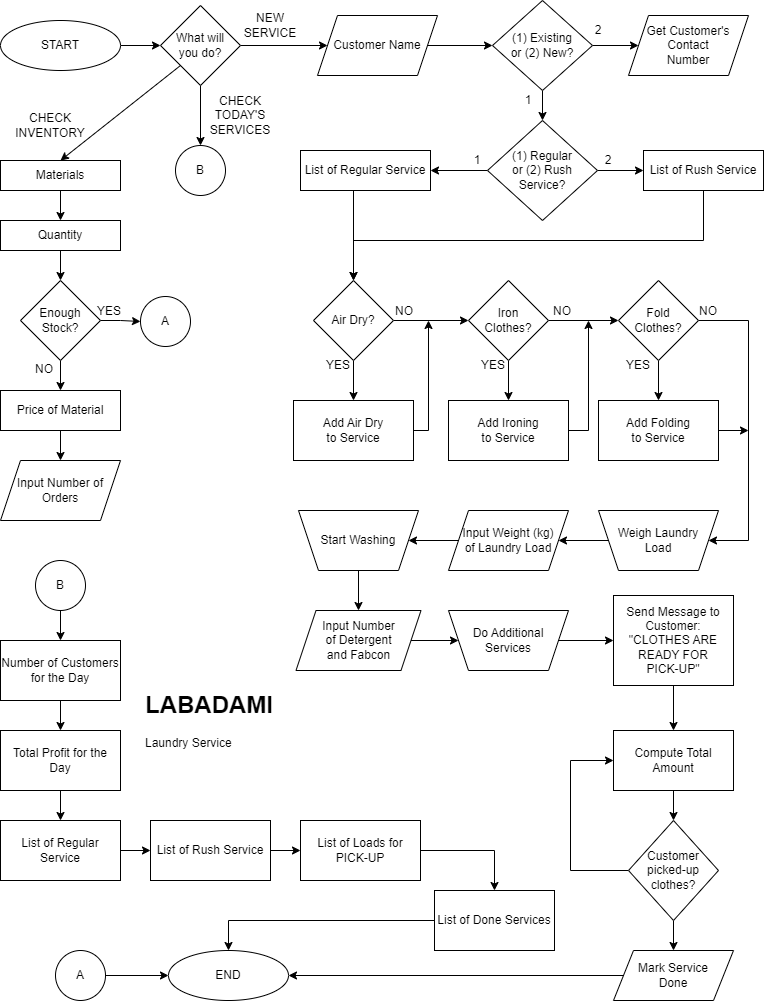 START
What will
you do?
NEW
SERVICE
Customer Name
(1) Existing
or (2) New?
2
Get Customer's
Contact
Number
1
CHECK
INVENTORY
CHECK
TODAY'S
SERVICES
B
Materials
Quantity
Enough
Stock?
YES
A
NO
Price of Material
Input Number of
Orders
List of Regular Service
1
(1) Regular
or (2) Rush
Service?
2
List of Rush Service
Air Dry?
NO
YES
Add Air Dry
to Service
Iron
Clothes?
NO
YES
Add Ironing
to Service
Fold
Clothes?
NO
YES
Add Folding
to Service
Weigh Laundry
Load
Input Weight (kg)
of Laundry Load
Start Washing
Input Number
of Detergent
and Fabcon
Do Additional
Services
Send Message to
Customer:
"CLOTHES ARE
READY FOR
PICK-UP"
Compute Total
Amount
Customer
picked-up
clothes?
Mark Service
Done
B
Number of Customers
for the Day
Total Profit for the
Day
LABADAMI
Laundry Service
List of Regular
Service
List of Rush Service
List of Loads for
PICK-UP
List of Done Services
A
END